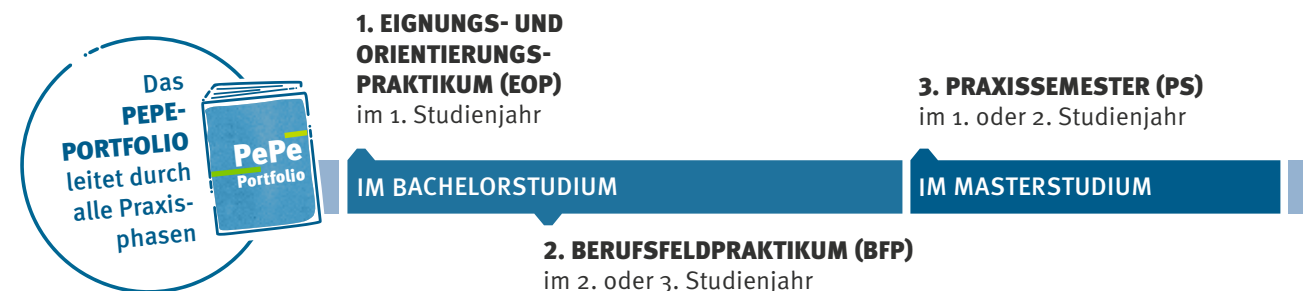 Das
PEPE-
PORTFOLIO
leitet durch
alle Praxis-
phasen
PePe
Portfolio
1. EIGNUNGS- UND
ORIENTIERUNGS-
PRAKTIKUM (EOP)
im 1. Studienjahr
IM BACHELORSTUDIUM
2. BERUFSFELDPRAKTIKUM (BFP)
im 2. oder 3. Studienjahr
3. PRAXISSEMESTER (PS)
im 1. oder 2. Studienjahr
IM MASTERSTUDIUM